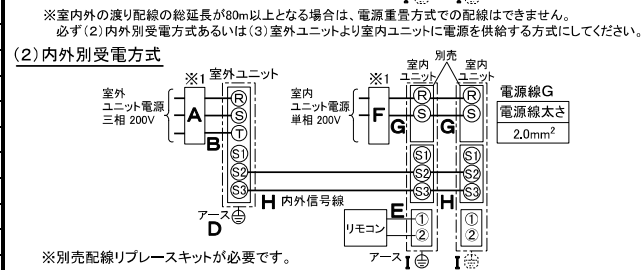 ※室内外の渡り配線の総延長が80m以上となる場合は、電源重畳方式での配線はできません。
必ず(2)内外別受電方式あるいは(3)室外ユニットより室内ユニットに電源を供給する方式にしてください。
(2)内外別受電方式
別売
※1 室外ユニット
※1 室内ユニット 室内ユニット
室外ユニット電源 三相 200V
A
B
R
S
T
S1
S2
S3
室内ユニット電源 単相 200V
F
G
R
S
G
R
S
S1
S2
S3
S1
S2
S3
電源線G
電源線太さ
2.0mm²
H 内外信号線
H
アース
D
リモコン
E
①
②
①
②
アース
I
I
※別売配線リプレースキットが必要です。